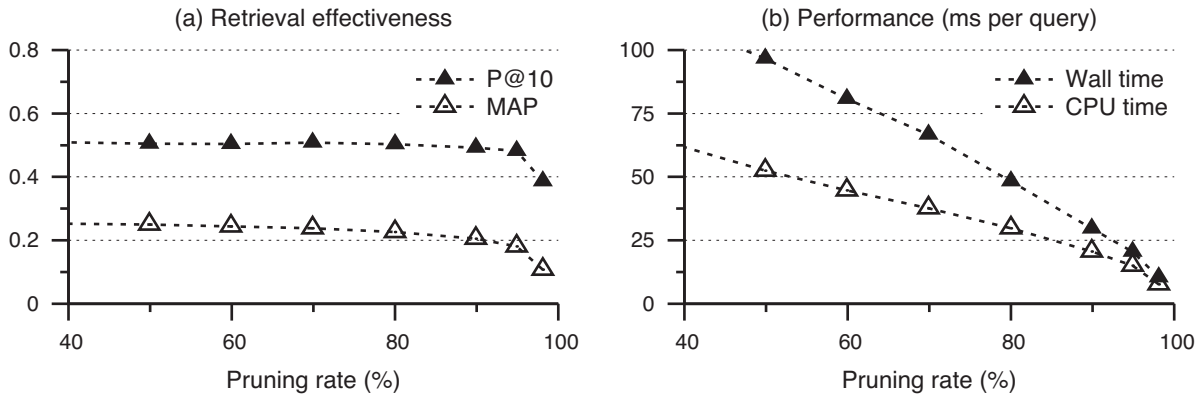 (a) Retrieval effectiveness
0.8
0.6
0.4
0.2
0
P@10
MAP
40
60
80
100
Pruning rate (%)
(b) Performance (ms per query)
100
75
50
25
0
Wall time
CPU time
40
60
80
100
Pruning rate (%)